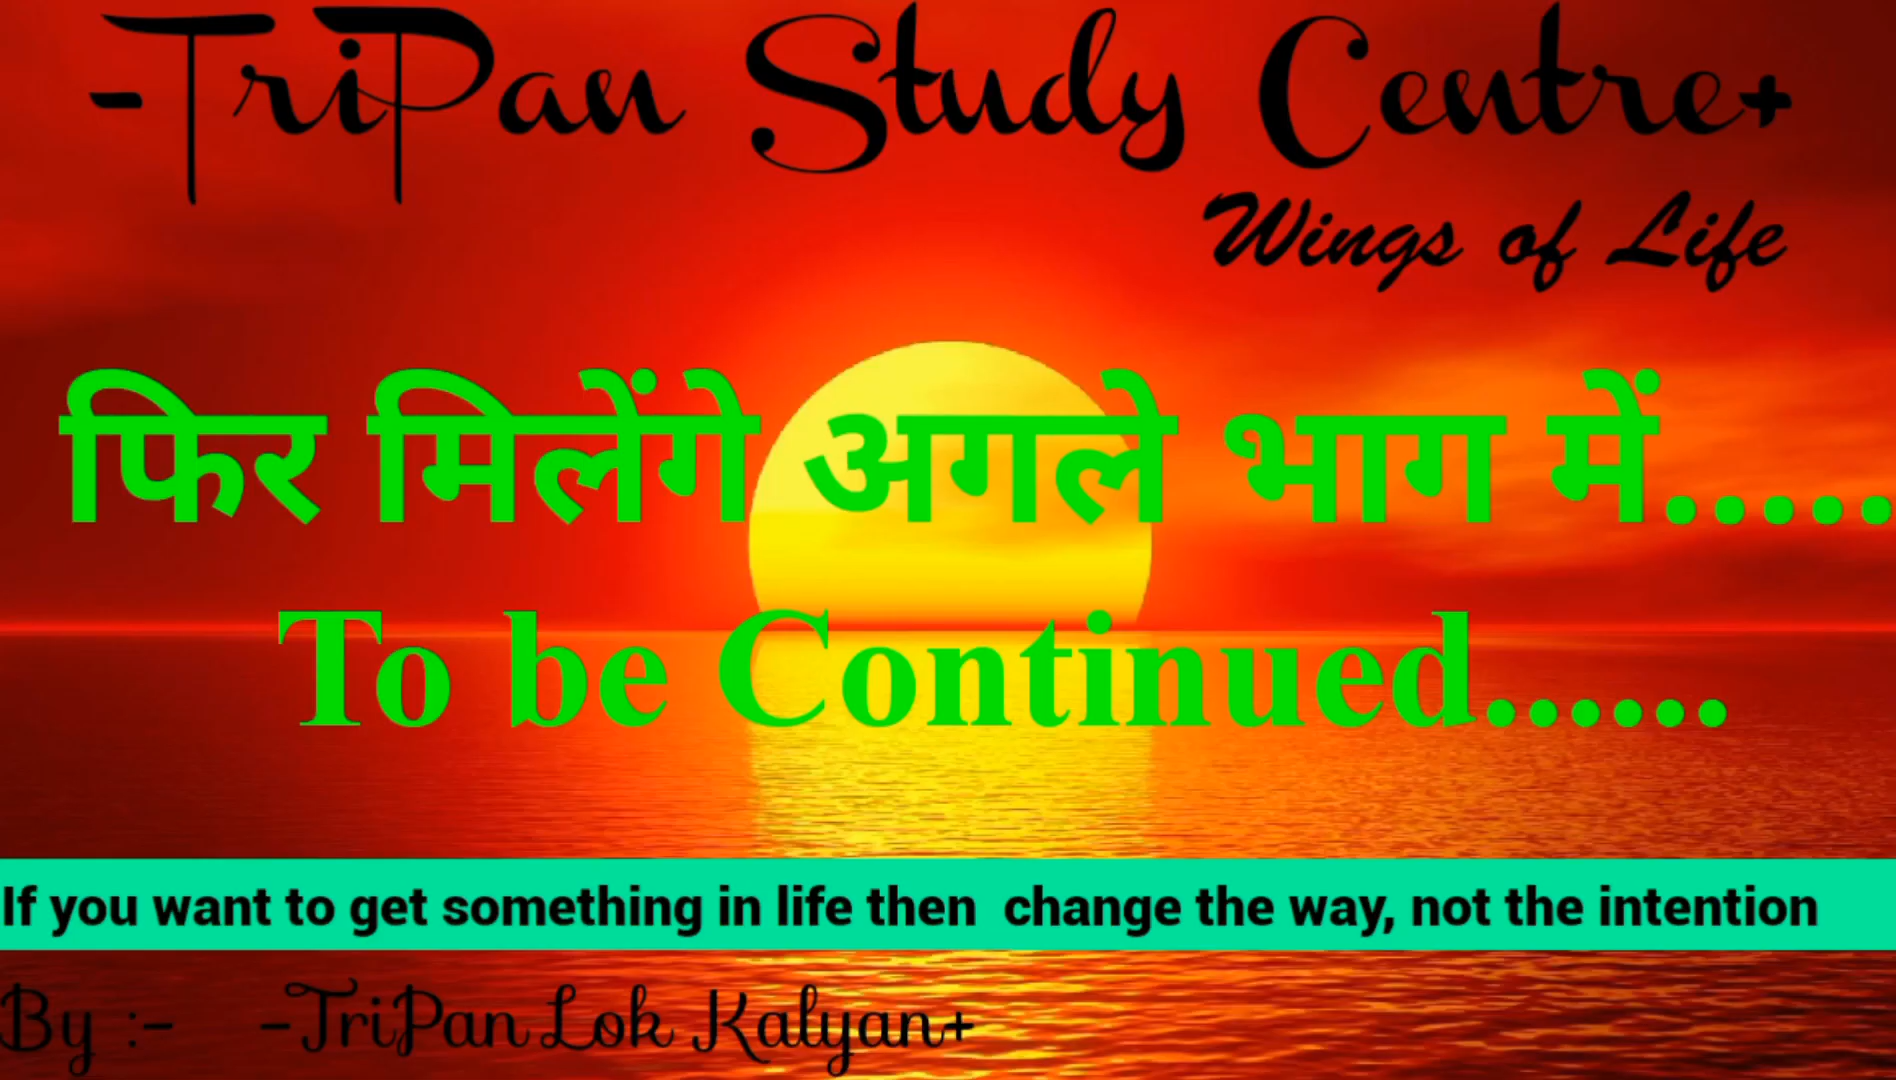 -TriPan Study Centre+
Wings of Life
फिर मिलेंगे अगले भाग में.....
To be Continued......
If you want to get something in life then  change the way, not the intention
By :-   -TriPan Lok Kalyan+